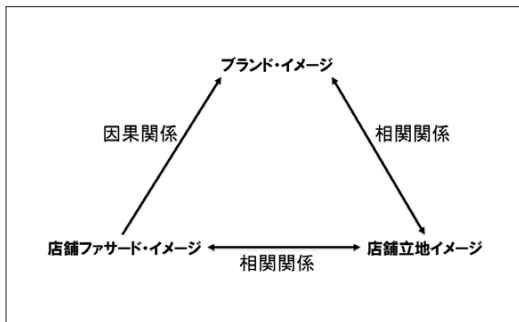 ブランド・イメージ
因果関係
相関関係
店舗ファサード・イメージ
店舗立地イメージ
相関関係